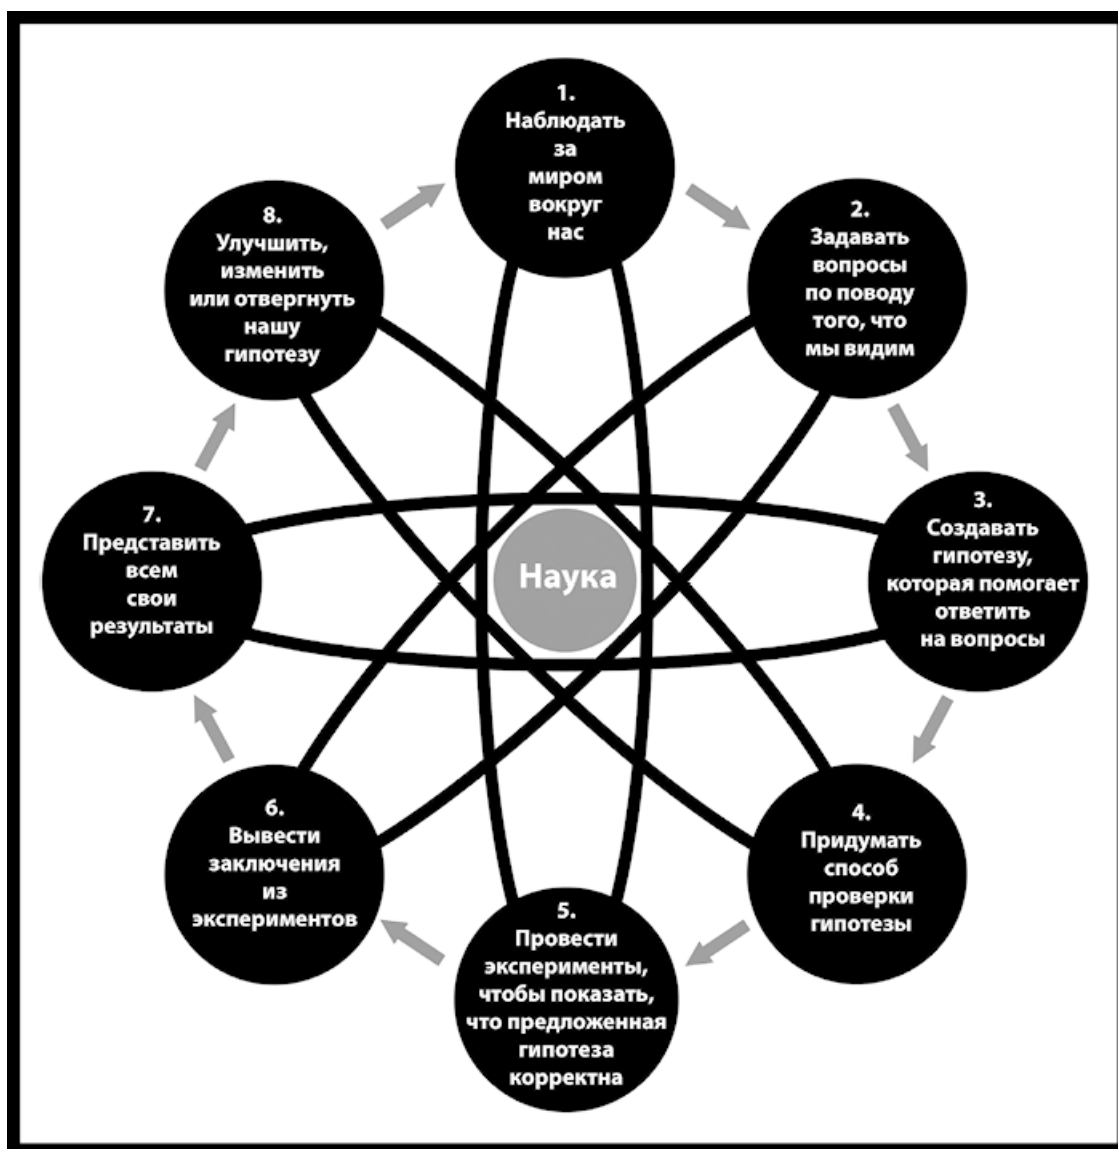 1.
Наблюдать
за
миром
вокруг
нас
2.
Задавать
вопросы
по поводу
того, что
мы видим
3.
Создавать
гипотезу,
которая помогает
ответить
на вопросы
4.
Придумать
способ
проверки
гипотезы
5.
Провести
эксперименты,
чтобы показать,
что предложенная
гипотеза
корректна
6.
Вывести
заключения
из
экспериментов
7.
Представить
всем
свои
результаты
8.
Улучшить,
изменить
или отвергнуть
нашу
гипотезу
Наука